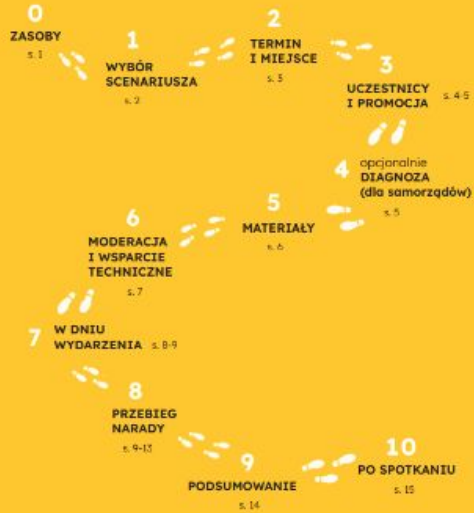 0
ZASOBY
s. 1
1
WYBÓR
SCENARIUSZA
s. 2
2
TERMIN
I MIEJSCE
s. 3
3
UCZESTNICY
I PROMOCJA
s. 4-5
4
opcjonalnie
DIAGNOZA
(dla samorządów)
s. 5
5
MATERIAŁY
s. 6
6
MODERACJA
I WSPARCIE
TECHNICZNE
s. 7
7
W DNIU
WYDARZENIA s. 8-9
8
PRZEBIEG
NARADY
s. 9-13
9
PODSUMOWANIE
s. 14
10
PO SPOTKANIU
s. 15